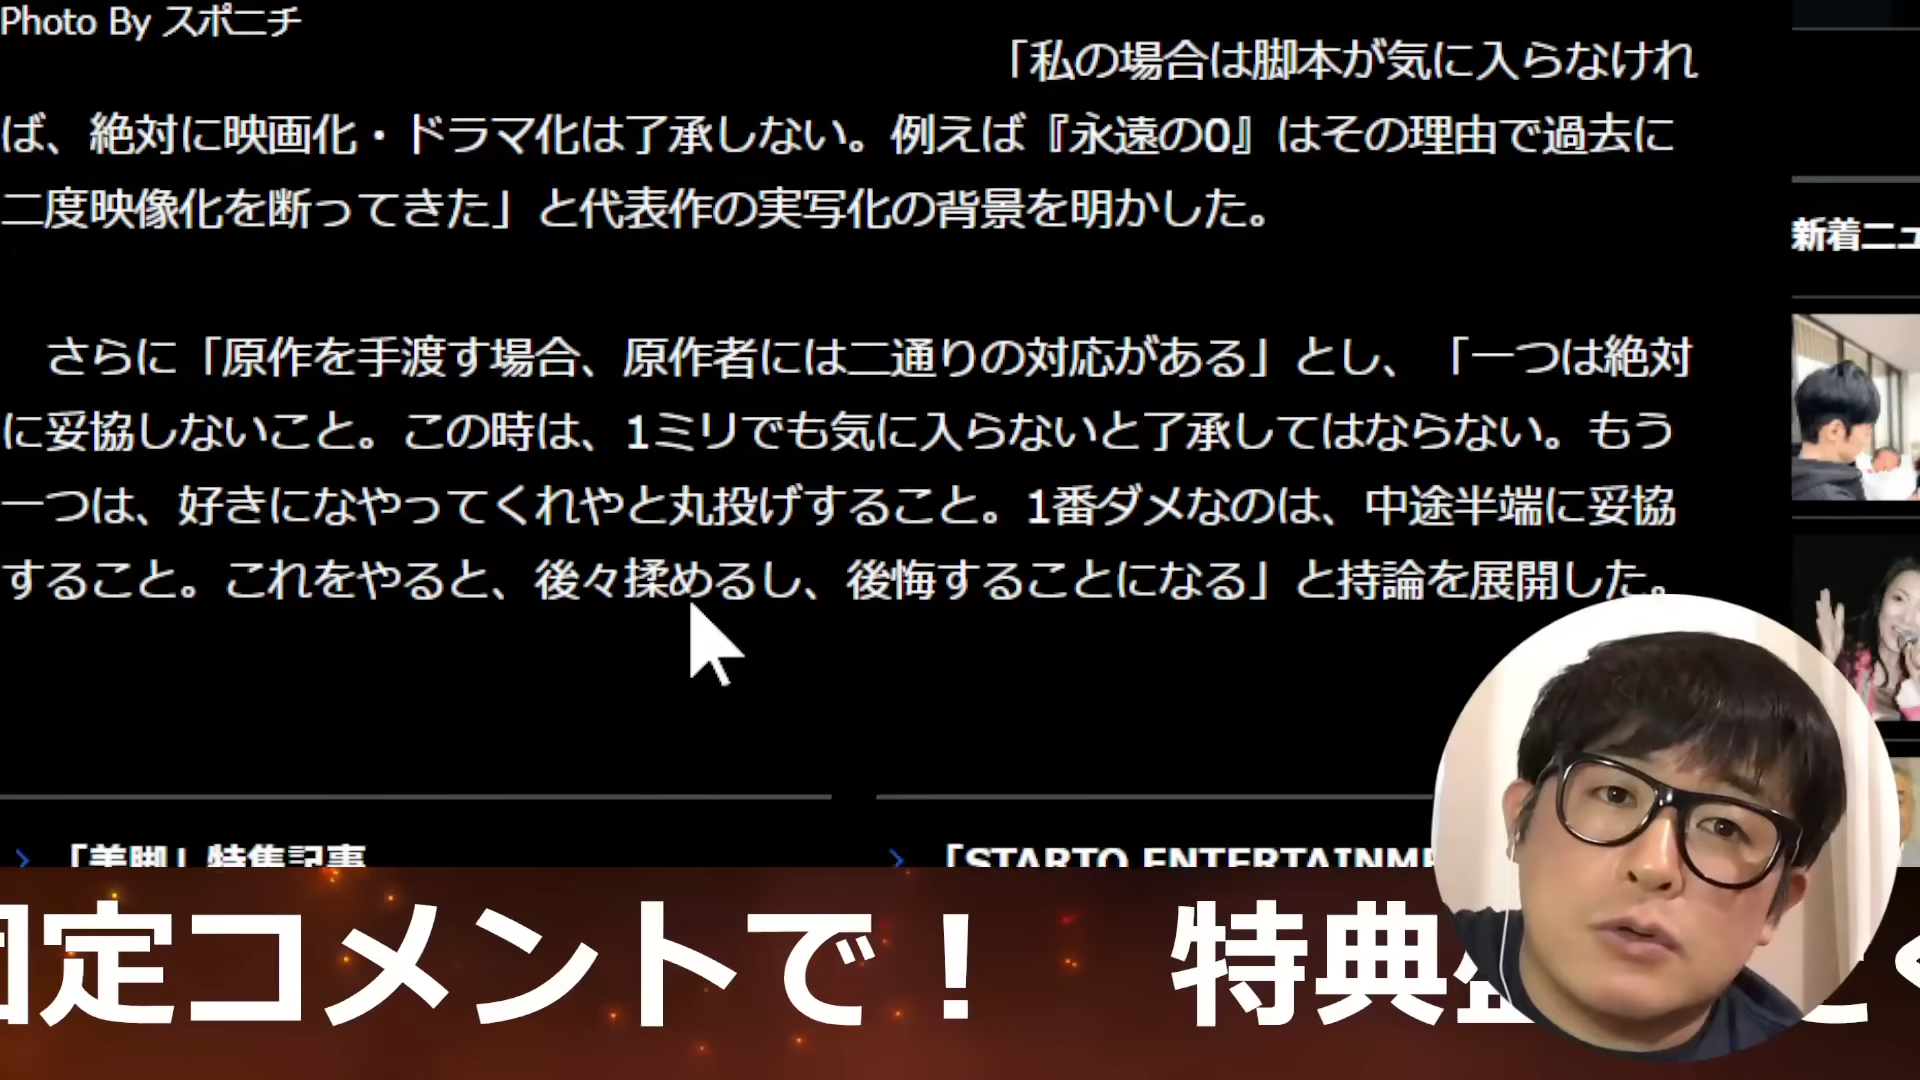 Photo By スポニチ
「私の場合は脚本が気に入らなけれ
ば、絶対に映画化・ドラマ化は了承しない。例えば『永遠の0』はその理由で過去に
二度映像化を断ってきた」と代表作の実写化の背景を明かした。
さらに「原作を手渡す場合、原作者には二通りの対応がある」とし、「一つは絶対
に妥協しないこと。この時は、1ミリでも気に入らないと了承してはならない。もう
一つは、好きになやってくれやと丸投げすること。1番ダメなのは、中途半端に妥協
すること。これをやると、後々揉めるし、後悔することになる」と持論を展開した。
新着ニュ
「美脚」特集記事
「STARTO ENTERTAINME
固定コメントで！　特典